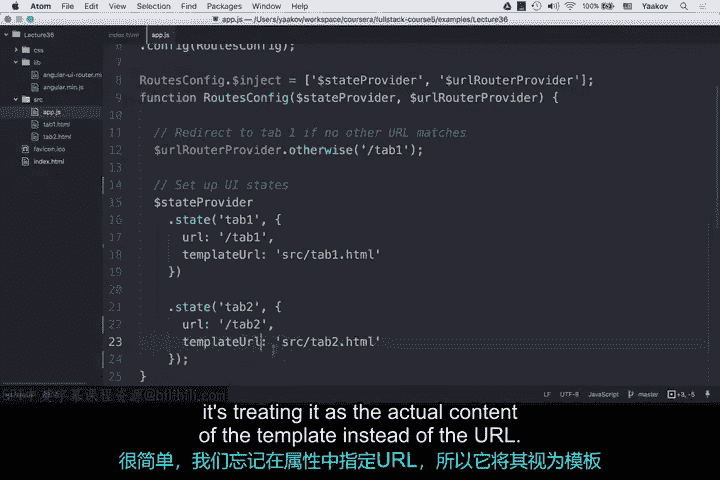 Atom File Edit View Selection Find Packages Window Help
100% Yaakov
app.js — /Users/yaakov/workspace/coursera/fullstack-course5/examples/Lecture36
Lecture36
css
lib
angular-ui-router.m
angular.min.js
src
app.js
tab1.html
tab2.html
favicon.ico
index.html
index.html app.js
6 .config(RoutesConfig);
7
8 RoutesConfig.$inject = ['$stateProvider', '$urlRouterProvider'];
9 function RoutesConfig($stateProvider, $urlRouterProvider) {
10
11 // Redirect to tab 1 if no other URL matches
12 $urlRouterProvider.otherwise('/tab1');
13
14 // Set up UI states
15 $stateProvider
16 .state('tab1', {
17 url: '/tab1',
18 templateUrl: 'src/tab1.html'
19 })
20
21 .state('tab2', {
22 url: '/tab2',
23 templateUrl: 'src/tab2.html'
24 });
25 }
LF UTF-8 JavaScript master +3, -5
it's treating it as the actual content
of the template instead of the URL.
很简单，我们忘记在属性中指定URL，所以它将其视为模板